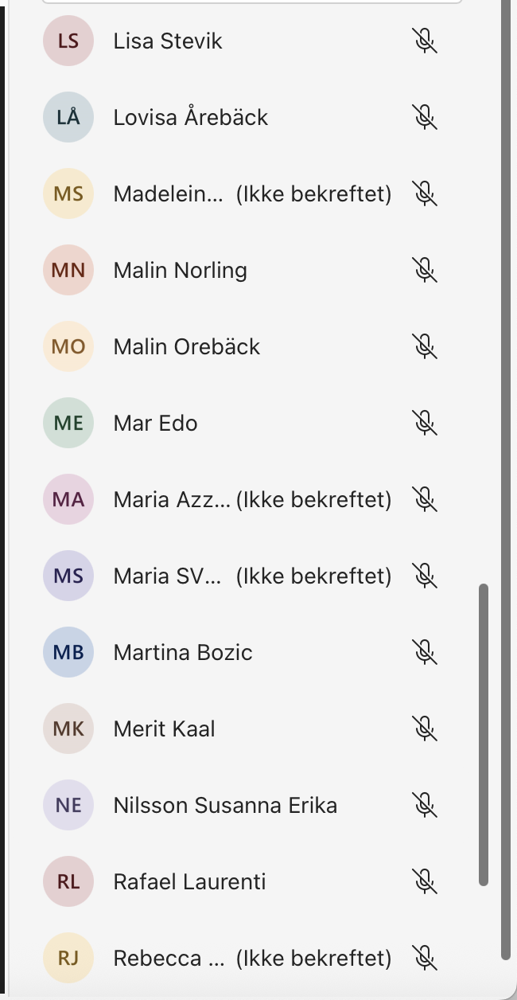 LS Lisa Stevik
LÅ Lovisa Årebäck
MS Madelein... (Ikke bekreftet)
MN Malin Norling
MO Malin Orebäck
ME Mar Edo
MA Maria Azz... (Ikke bekreftet)
MS Maria SV... (Ikke bekreftet)
MB Martina Bozic
MK Merit Kaal
NE Nilsson Susanna Erika
RL Rafael Laurenti
RJ Rebecca ... (Ikke bekreftet)